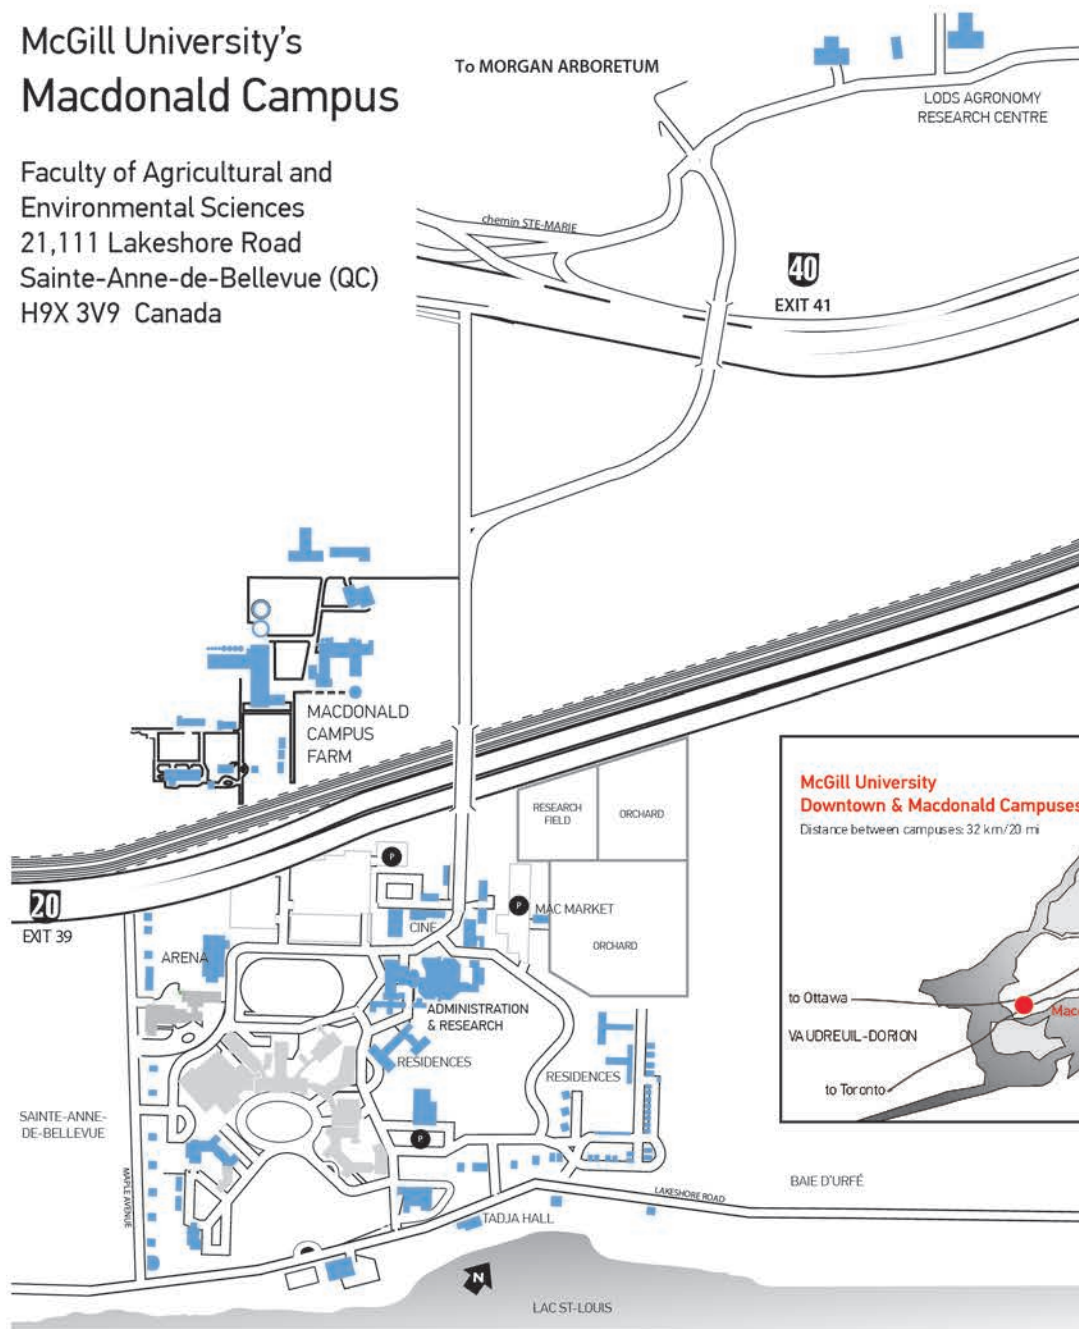 McGill University's
Macdonald Campus
Faculty of Agricultural and
Environmental Sciences
21,111 Lakeshore Road
Sainte-Anne-de-Bellevue (QC)
H9X 3V9 Canada
To MORGAN ARBORETUM
LODS AGRONOMY
RESEARCH CENTRE
chemin STE-MARIE
40
EXIT 41
MACDONALD
CAMPUS
FARM
RESEARCH
FIELD
ORCHARD
McGill University
Downtown & Macdonald Campuses
Distance between campuses: 32 km/20 mi
P
20
EXIT 39
P
MAC MARKET
CINE
ORCHARD
ARENA
to Ottawa
Macd
ADMINISTRATION
& RESEARCH
VAUDREUIL-DORION
RESIDENCES
RESIDENCES
to Toronto
SAINTE-ANNE-
DE-BELLEVUE
P
MAPLE AVENUE
BAIE D'URFÉ
LAKESHORE ROAD
TADJA HALL
N
LAC ST-LOUIS